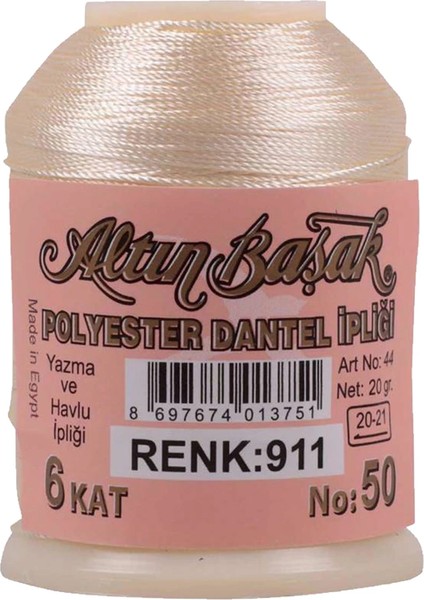 Altın Başak®
POLYESTER DANTEL İPLİĞİ
Made in Egypt
Yazma
ve
Havlu
İpliği
8 697674 013751
Art No: 44
Net: 20 gr.
20-21
RENK:911
6 KAT
No: 50